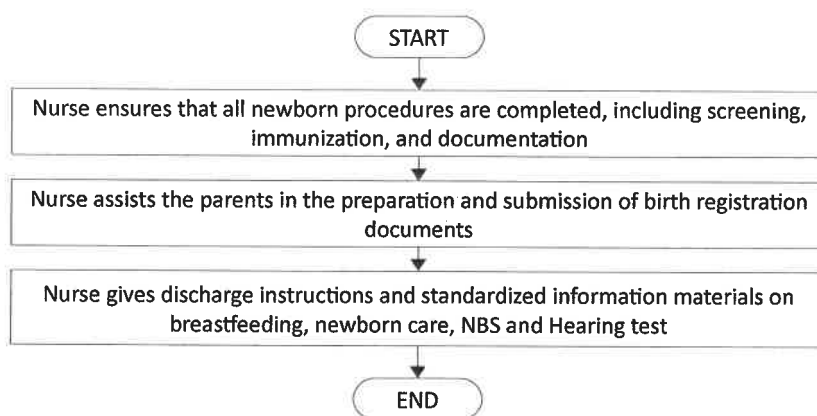 START
Nurse ensures that all newborn procedures are completed, including screening,
immunization, and documentation
Nurse assists the parents in the preparation and submission of birth registration
documents
Nurse gives discharge instructions and standardized information materials on
breastfeeding, newborn care, NBS and Hearing test
END